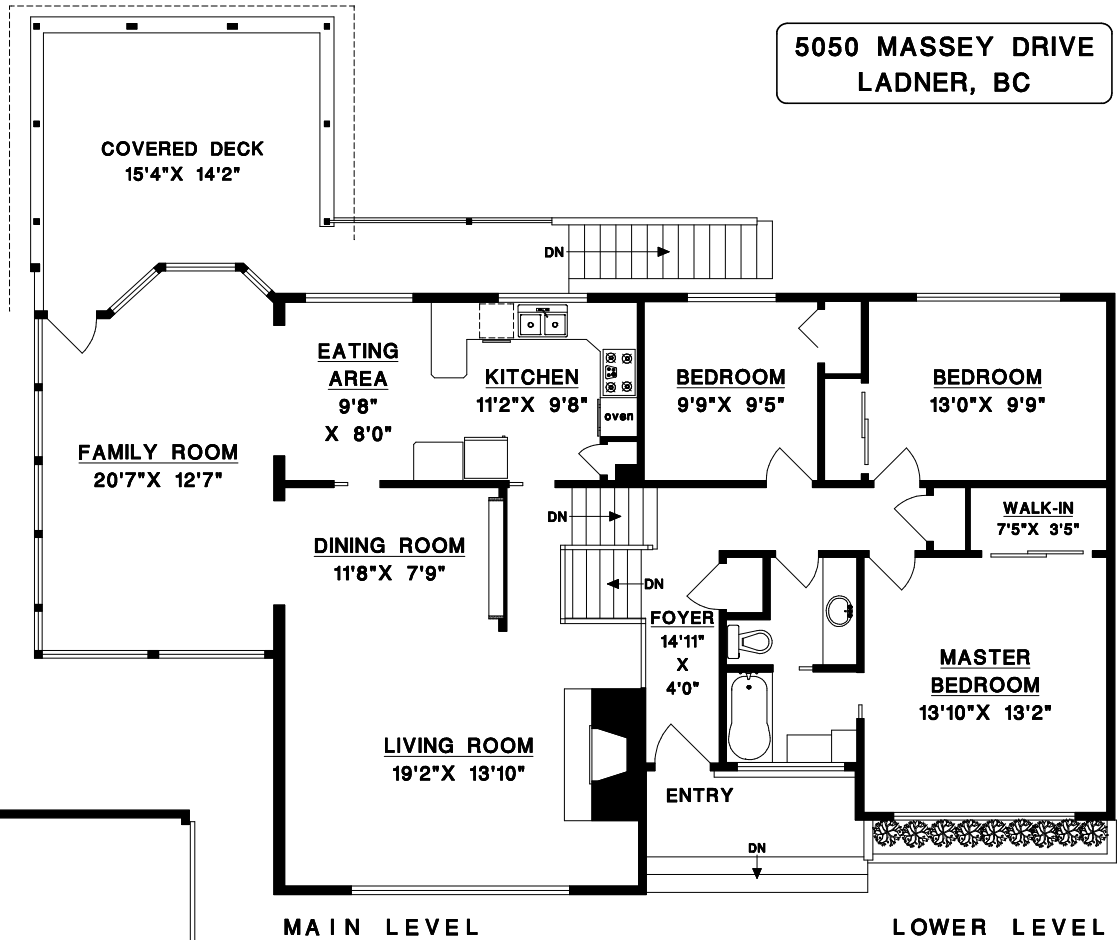 5050 MASSEY DRIVE
LADNER, BC
COVERED DECK
15'4"X 14'2"
DN
EATING
AREA
9'8"
X 8'0"
KITCHEN
11'2"X 9'8"
oven
BEDROOM
9'9"X 9'5"
BEDROOM
13'0"X 9'9"
FAMILY ROOM
20'7"X 12'7"
WALK-IN
7'5"X 3'5"
DN
DINING ROOM
11'8"X 7'9"
DN
FOYER
14'11"
X
4'0"
MASTER
BEDROOM
13'10"X 13'2"
LIVING ROOM
19'2"X 13'10"
ENTRY
DN
MAIN LEVEL
LOWER LEVEL